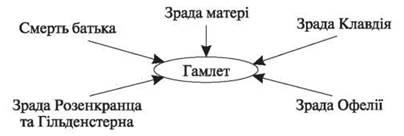 Зрада матері
Смерть батька
Зрада Клавдія
Гамлет
Зрада Розенкранца
та Гільденстерна
Зрада Офелії